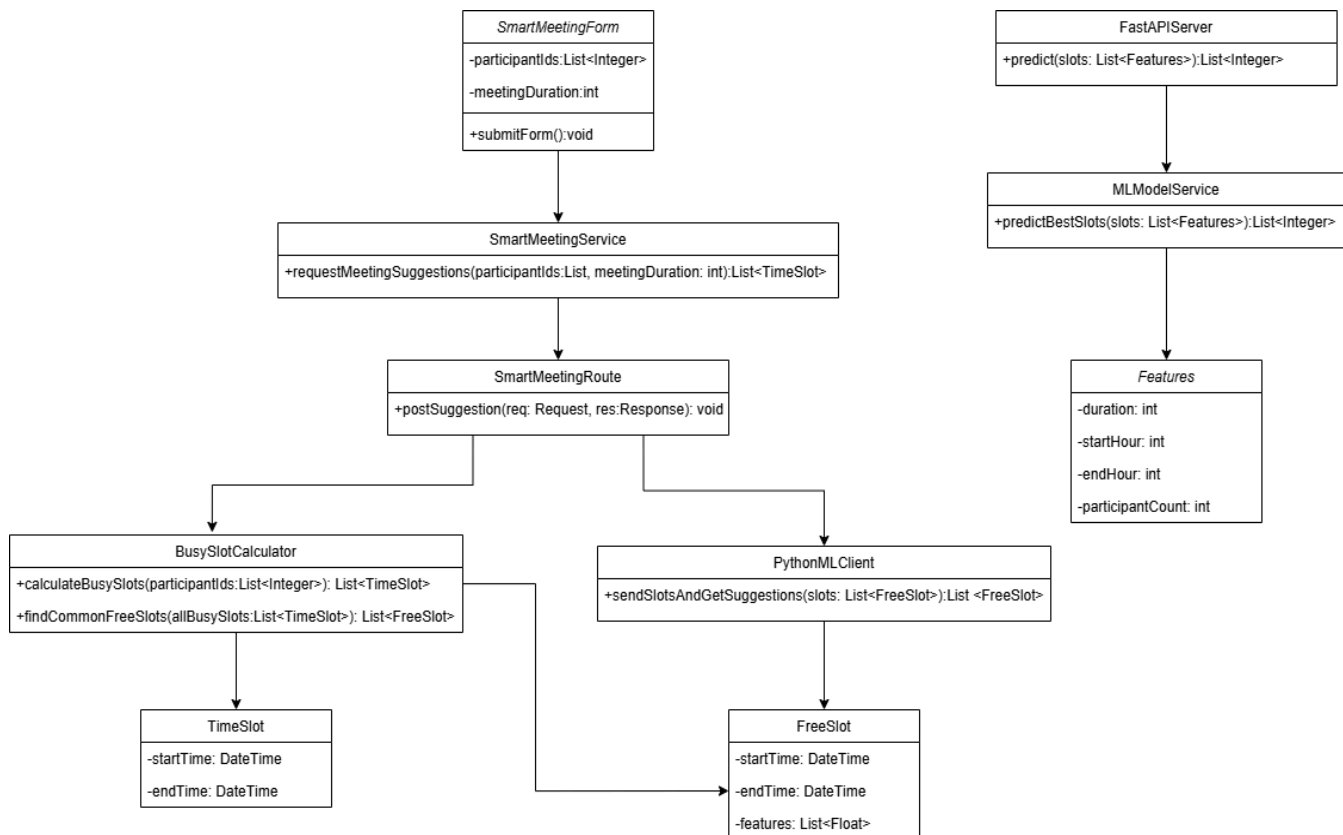 SmartMeetingForm
-participantIds:List<Integer>
-meetingDuration:int
+submitForm():void
FastAPIServer
+predict(slots: List<Features>):List<Integer>
MLModelService
+predictBestSlots(slots: List<Features>):List<Integer>
SmartMeetingService
+requestMeetingSuggestions(participantIds:List, meetingDuration: int):List<TimeSlot>
SmartMeetingRoute
+postSuggestion(req: Request, res:Response): void
Features
-duration: int
-startHour: int
-endHour: int
-participantCount: int
BusySlotCalculator
+calculateBusySlots(participantIds:List<Integer>): List<TimeSlot>
+findCommonFreeSlots(allBusySlots:List<TimeSlot>): List<FreeSlot>
PythonMLClient
+sendSlotsAndGetSuggestions(slots: List<FreeSlot>):List <FreeSlot>
TimeSlot
-startTime: DateTime
-endTime: DateTime
FreeSlot
-startTime: DateTime
-endTime: DateTime
-features: List<Float>